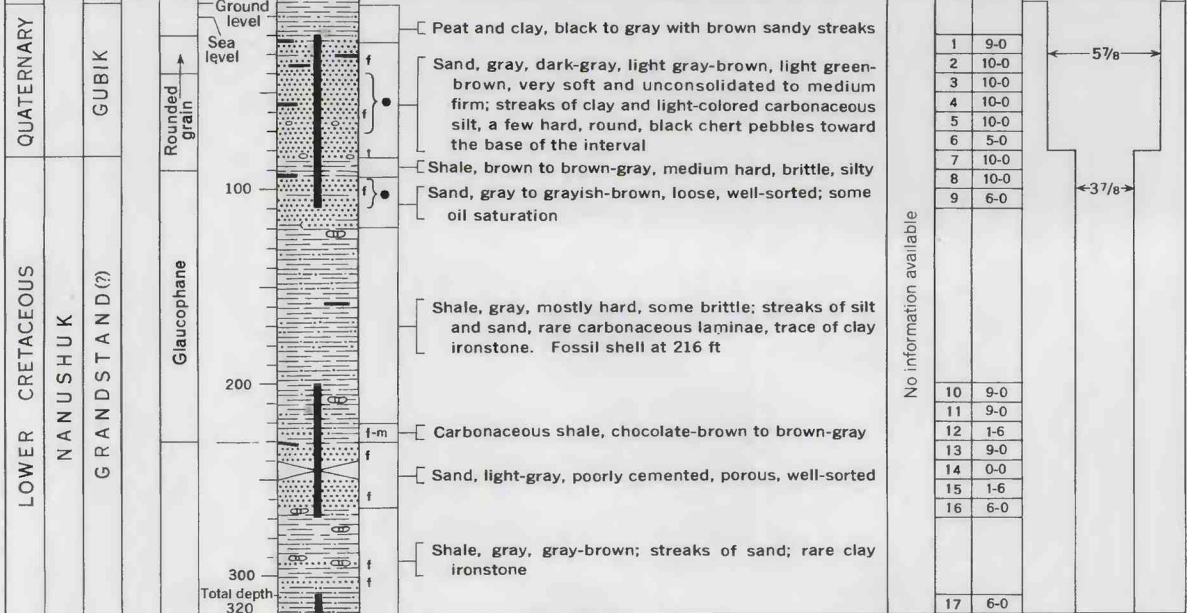 QUATERNARY
GUBIK
LOWER CRETACEOUS
NANUSHUK
GRANDSTAND(?)
Rounded
grain
Glaucophane
Ground
level
Sea
level
100
200
300
Total depth
320
f
f
f
f
f-m
f
f
f
f
Peat and clay, black to gray with brown sandy streaks
Sand, gray, dark-gray, light gray-brown, light green-
brown, very soft and unconsolidated to medium
firm; streaks of clay and light-colored carbonaceous
silt, a few hard, round, black chert pebbles toward
the base of the interval
Shale, brown to brown-gray, medium hard, brittle, silty
Sand, gray to grayish-brown, loose, well-sorted; some
oil saturation
Shale, gray, mostly hard, some brittle; streaks of silt
and sand, rare carbonaceous laminae, trace of clay
ironstone. Fossil shell at 216 ft
Carbonaceous shale, chocolate-brown to brown-gray
Sand, light-gray, poorly cemented, porous, well-sorted
Shale, gray, gray-brown; streaks of sand; rare clay
ironstone
No information available
1 9-0
2 10-0
3 10-0
4 10-0
5 10-0
6 5-0
7 10-0
8 10-0
9 6-0
10 9-0
11 9-0
12 1-6
13 9-0
14 0-0
15 1-6
16 6-0
17 6-0
5 7/8
3 7/8